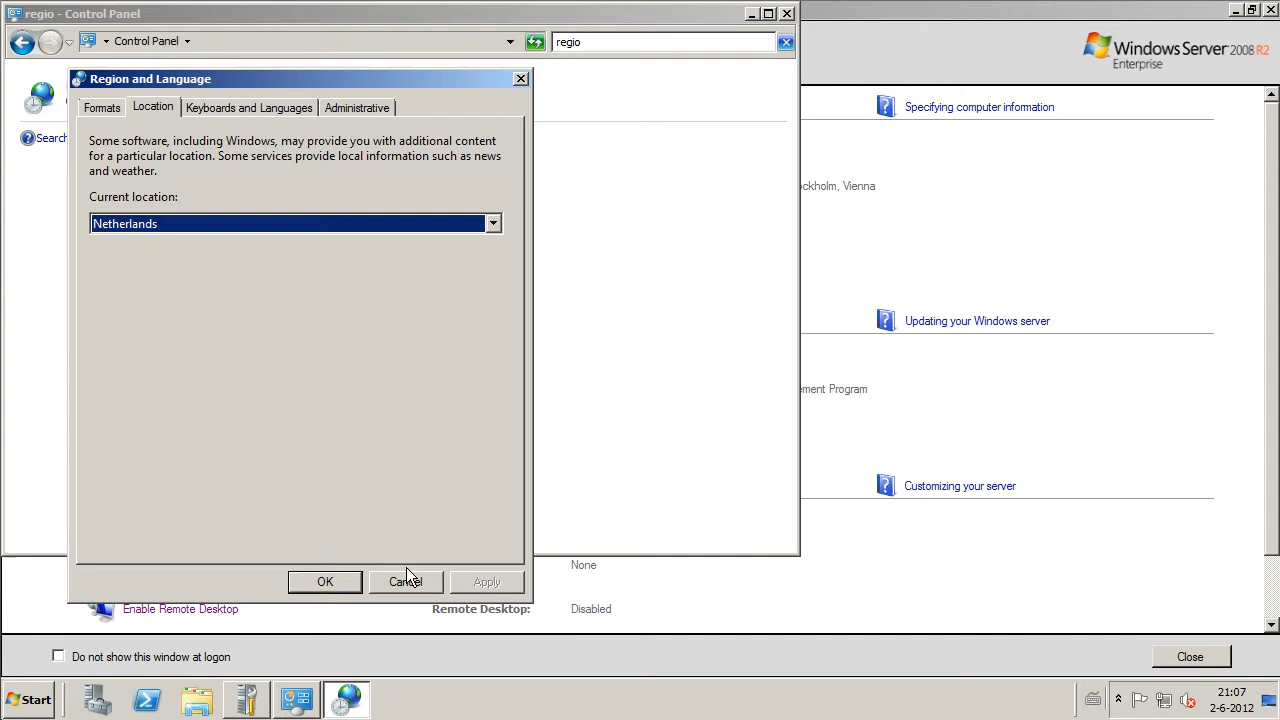 regio - Control Panel
Control Panel
regio
Windows Server 2008 R2
Enterprise
Region and Language
Formats
Location
Keyboards and Languages
Administrative
Specifying computer information
Search
Some software, including Windows, may provide you with additional content
for a particular location. Some services provide local information such as news
and weather.
ockholm, Vienna
Current location:
Netherlands
Updating your Windows server
ement Program
Customizing your server
None
OK
Cancel
Apply
Enable Remote Desktop
Remote Desktop:
Disabled
Do not show this window at logon
Close
Start
21:07
2-6-2012